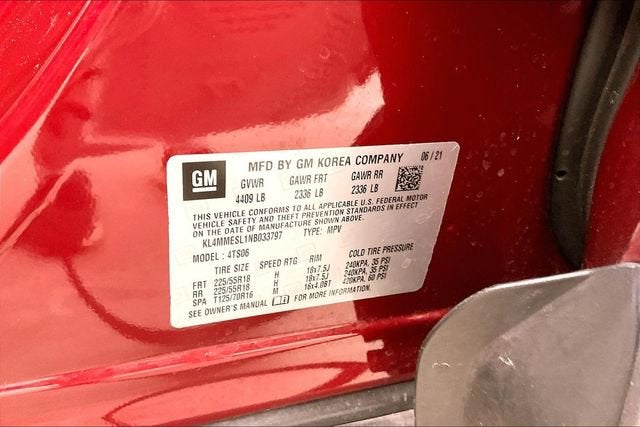 GM MFD BY GM KOREA COMPANY 06/21
GVWR GAWR FRT GAWR RR
4409 LB 2336 LB 2336 LB
THIS VEHICLE CONFORMS TO ALL APPLICABLE U.S. FEDERAL MOTOR
VEHICLE SAFETY AND THEFT PREVENTION STANDARDS IN EFFECT
ON THE DATE OF MANUFACTURE SHOWN ABOVE.
KL4MMESL1NB033797 TYPE: MPV
MODEL: 4TS06
TIRE SIZE SPEED RTG RIM COLD TIRE PRESSURE
FRT 225/55R18 H 18x7.5J 240KPA, 35 PSI
RR 225/55R18 H 18x7.5J 240KPA, 35 PSI
SPA T125/70R16 M 16x4.0BT 420KPA, 60 PSI
SEE OWNER'S MANUAL FOR MORE INFORMATION.